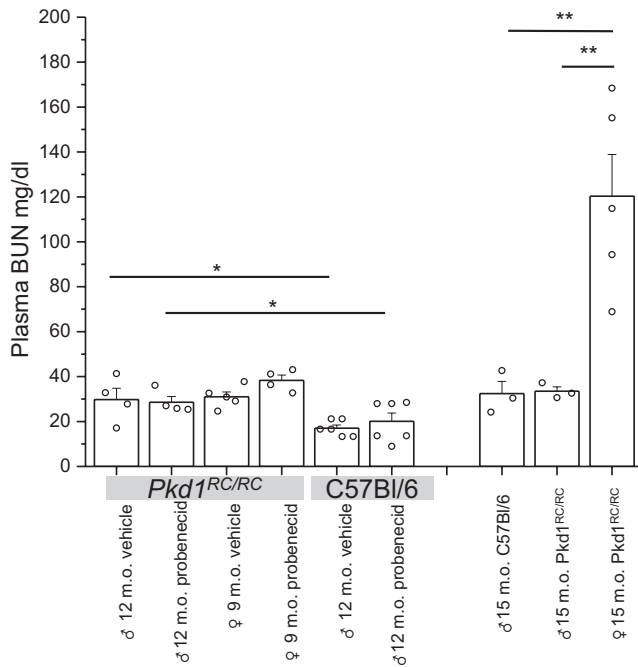 Plasma BUN mg/dl
200
180
160
140
120
100
80
60
40
20
0
**
**
*
*
Pkd1RC/RC
C57Bl/6
♂ 12 m.o. vehicle
♂ 12 m.o. probenecid
♀ 9 m.o. vehicle
♀ 9 m.o. probenecid
♂ 12 m.o. vehicle
♂ 12 m.o. probenecid
♂ 15 m.o. C57Bl/6
♂ 15 m.o. Pkd1RC/RC
♀ 15 m.o. Pkd1RC/RC